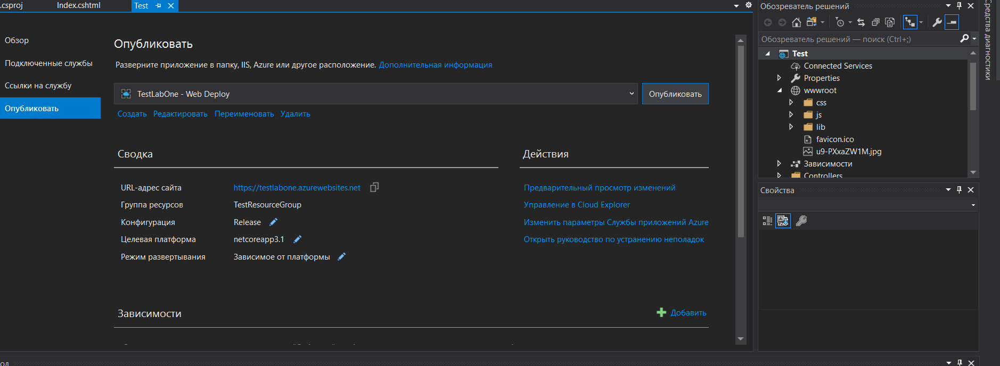 .csproj
Index.cshtml
Test
Обзор
Подключенные службы
Ссылки на службу
Опубликовать
Опубликовать
Разверните приложение в папку, IIS, Azure или другое расположение. Дополнительная информация
TestLabOne - Web Deploy
Опубликовать
Создать Редактировать Переименовать Удалить
Сводка
URL-адрес сайта https://testlabone.azurewebsites.net
Группа ресурсов TestResourceGroup
Конфигурация Release
Целевая платформа netcoreapp3.1
Режим развертывания Зависимое от платформы
Действия
Предварительный просмотр изменений
Управление в Cloud Explorer
Изменить параметры Службы приложений Azure
Открыть руководство по устранению неполадок
Зависимости
Добавить
Обозреватель решений
Обозреватель решений — поиск (Ctrl+;)
Test
Connected Services
Properties
wwwroot
css
js
lib
favicon.ico
u9-PXxaZW1M.jpg
Зависимости
Controllers
Свойства
Средства диагностики